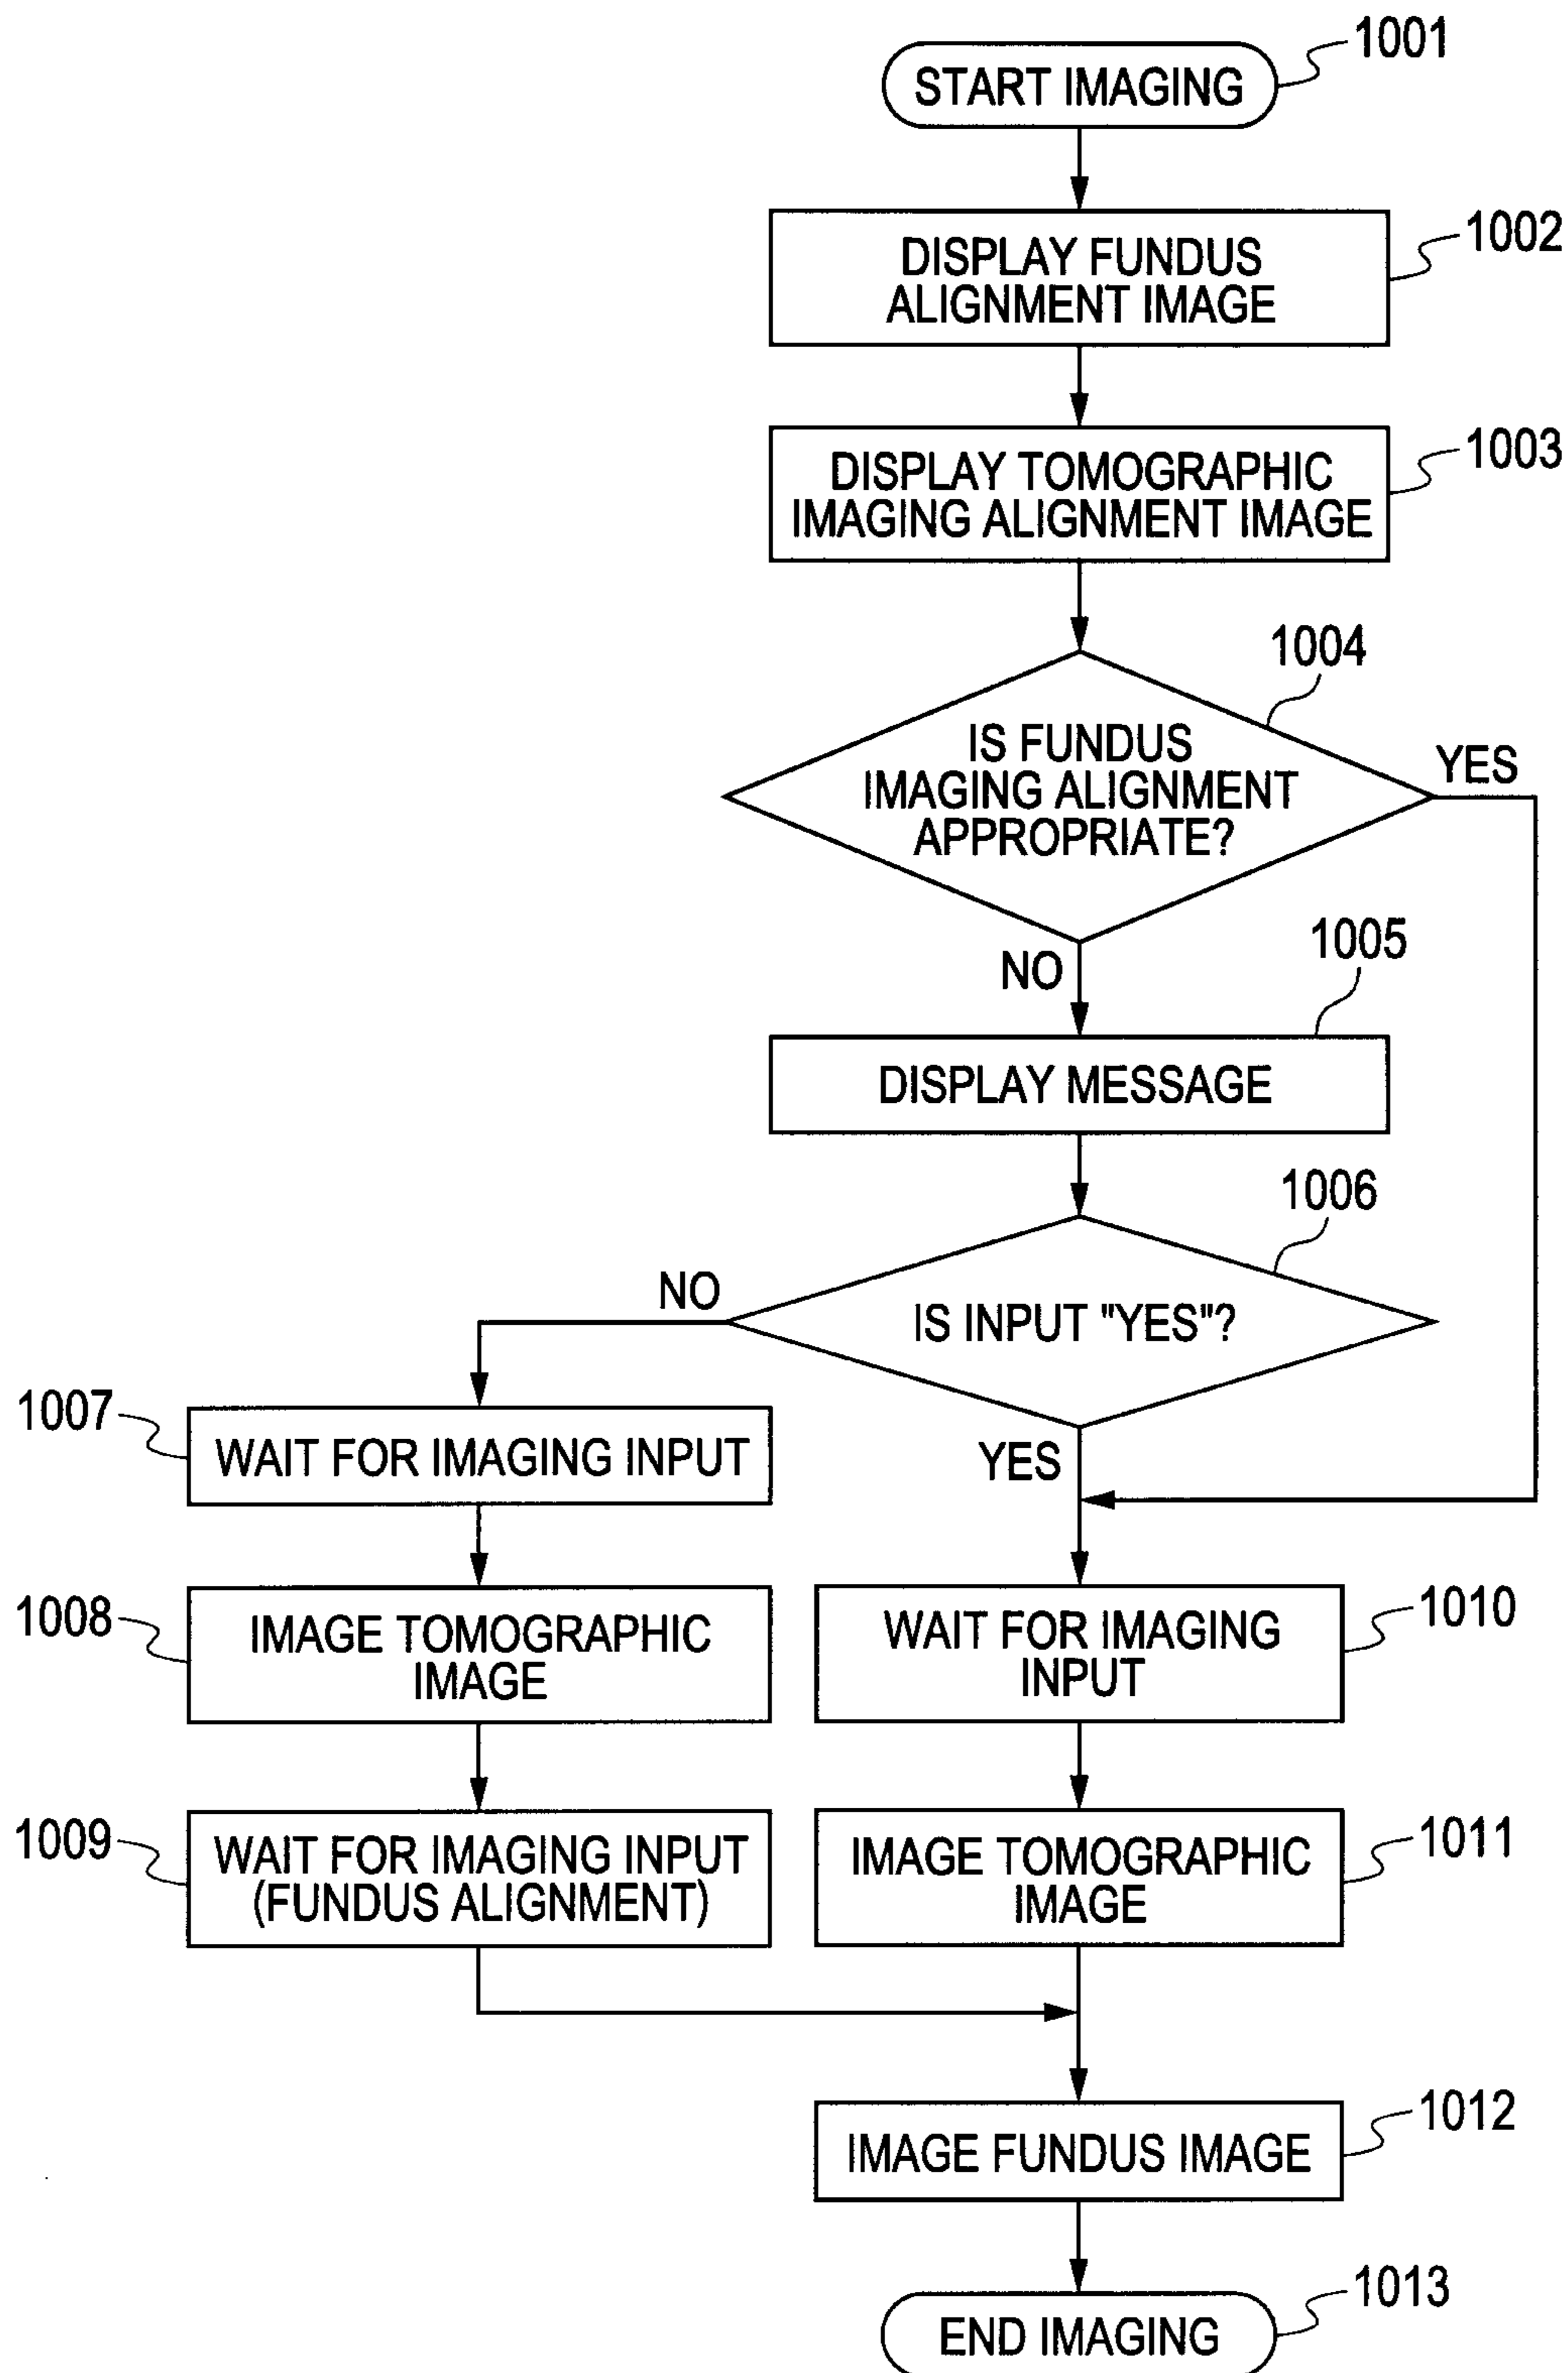 1001
START IMAGING
1002
DISPLAY FUNDUS
ALIGNMENT IMAGE
1003
DISPLAY TOMOGRAPHIC
IMAGING ALIGNMENT IMAGE
1004
IS FUNDUS
IMAGING ALIGNMENT
APPROPRIATE?
YES
NO
1005
DISPLAY MESSAGE
1006
IS INPUT "YES"?
NO
YES
1007
WAIT FOR IMAGING INPUT
1008
IMAGE TOMOGRAPHIC
IMAGE
1009
WAIT FOR IMAGING INPUT
(FUNDUS ALIGNMENT)
1010
WAIT FOR IMAGING
INPUT
1011
IMAGE TOMOGRAPHIC
IMAGE
1012
IMAGE FUNDUS IMAGE
1013
END IMAGING